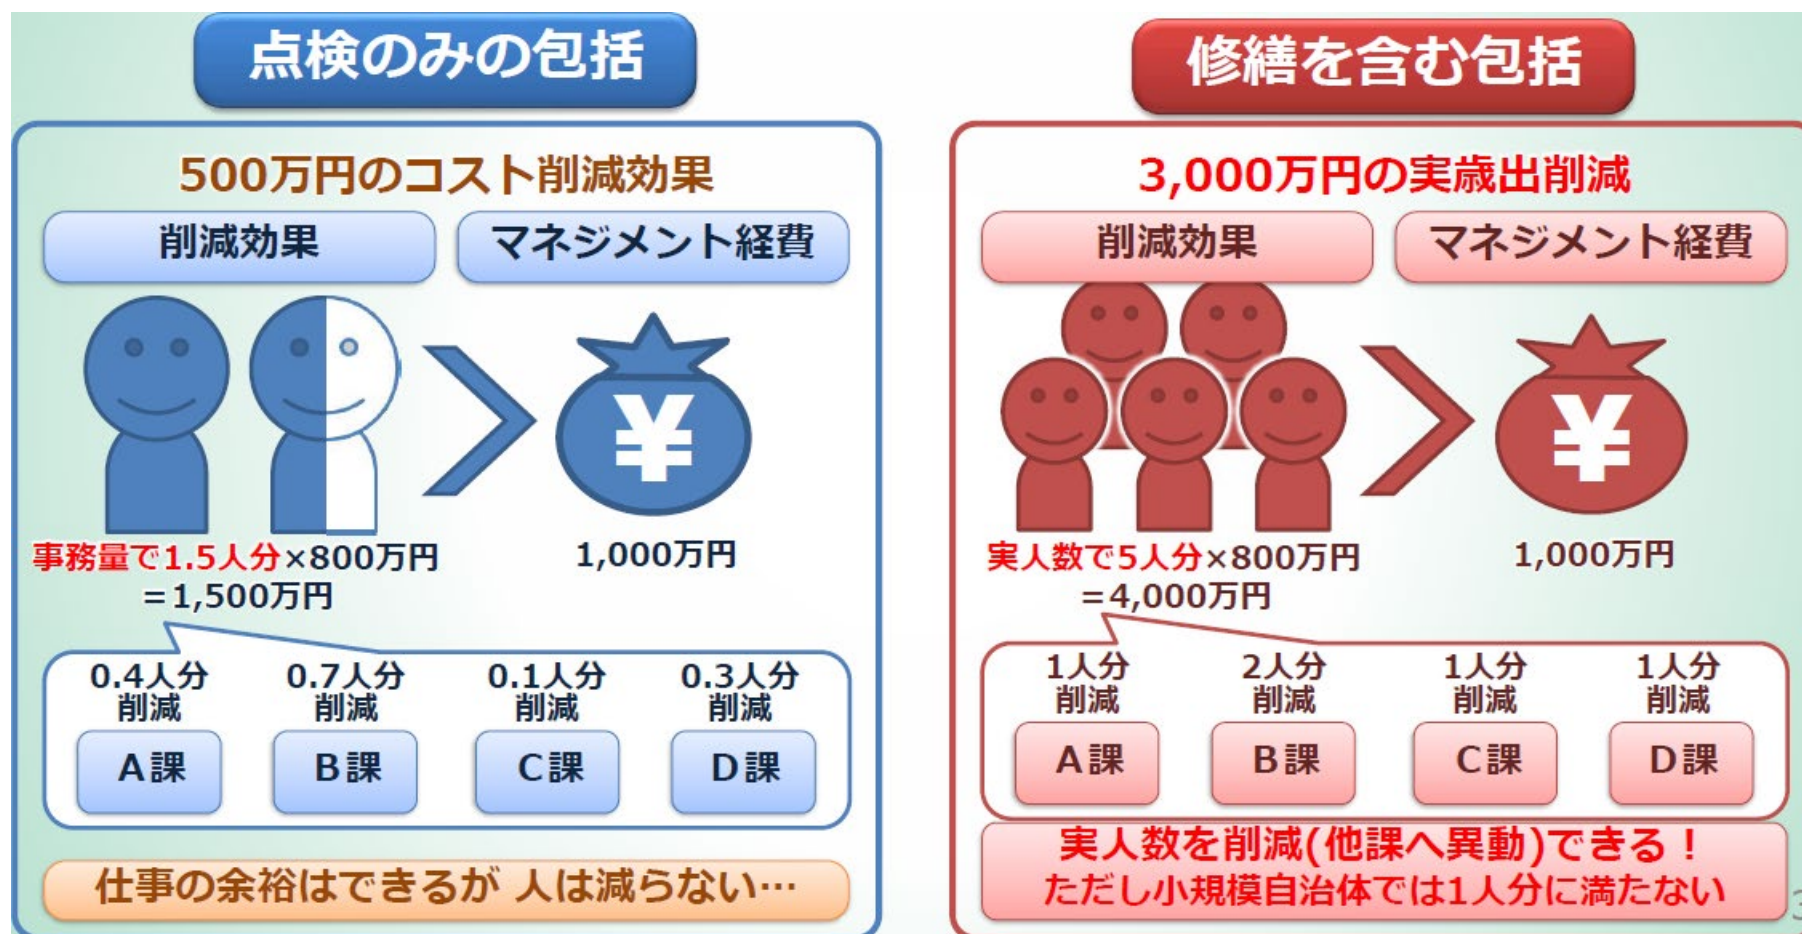 点検のみの包括
500万円のコスト削減効果
削減効果
マネジメント経費
¥
事務量で1.5人分×800万円
=1,500万円
1,000万円
0.4人分
削減
A課
0.7人分
削減
B課
0.1人分
削減
C課
0.3人分
削減
D課
仕事の余裕はできるが 人は減らない…
修繕を含む包括
3,000万円の実歳出削減
削減効果
マネジメント経費
¥
実人数で5人分×800万円
=4,000万円
1,000万円
1人分
削減
A課
2人分
削減
B課
1人分
削減
C課
1人分
削減
D課
実人数を削減(他課へ異動)できる！
ただし小規模自治体では1人分に満たない